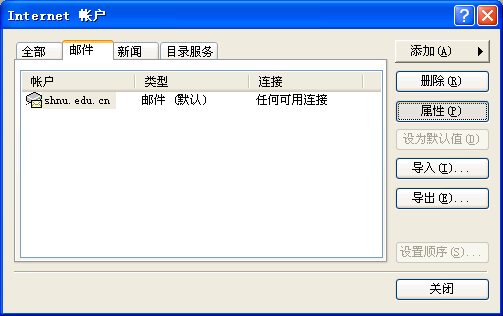 Internet 帐户
全部 邮件 新闻 目录服务
帐户 类型 连接
shnu.edu.cn 邮件 (默认) 任何可用连接
添加(A)
删除(R)
属性(P)
设为默认值(D)
导入(I)...
导出(E)...
设置顺序(S)...
关闭